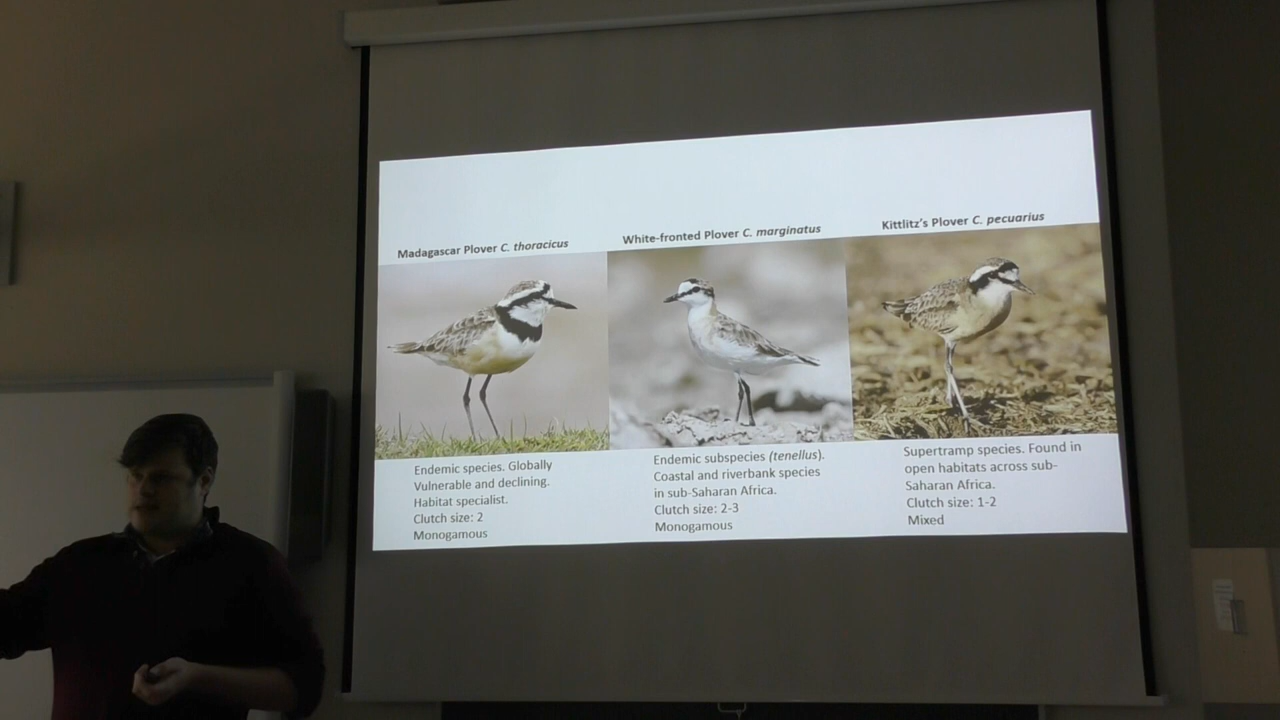 Madagascar Plover C. thoracicus
White-fronted Plover C. marginatus
Kittlitz's Plover C. pecuarius
Endemic species. Globally
Vulnerable and declining.
Habitat specialist.
Clutch size: 2
Monogamous
Endemic subspecies (tenellus).
Coastal and riverbank species
in sub-Saharan Africa.
Clutch size: 2-3
Monogamous
Supertramp species. Found in
open habitats across sub-
Saharan Africa.
Clutch size: 1-2
Mixed